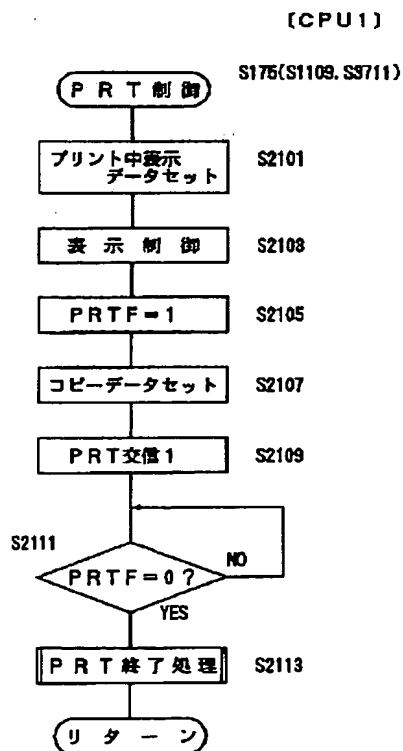 [CPU1]
S175(S1109. S3711)
PRT制御
プリント中表示
データセット
S2101
表示制御
S2103
PRTF=1
S2105
コピーデータセット
S2107
PRT交信1
S2109
S2111
PRTF=0?
NO
YES
PRT終了処理
S2113
リターン